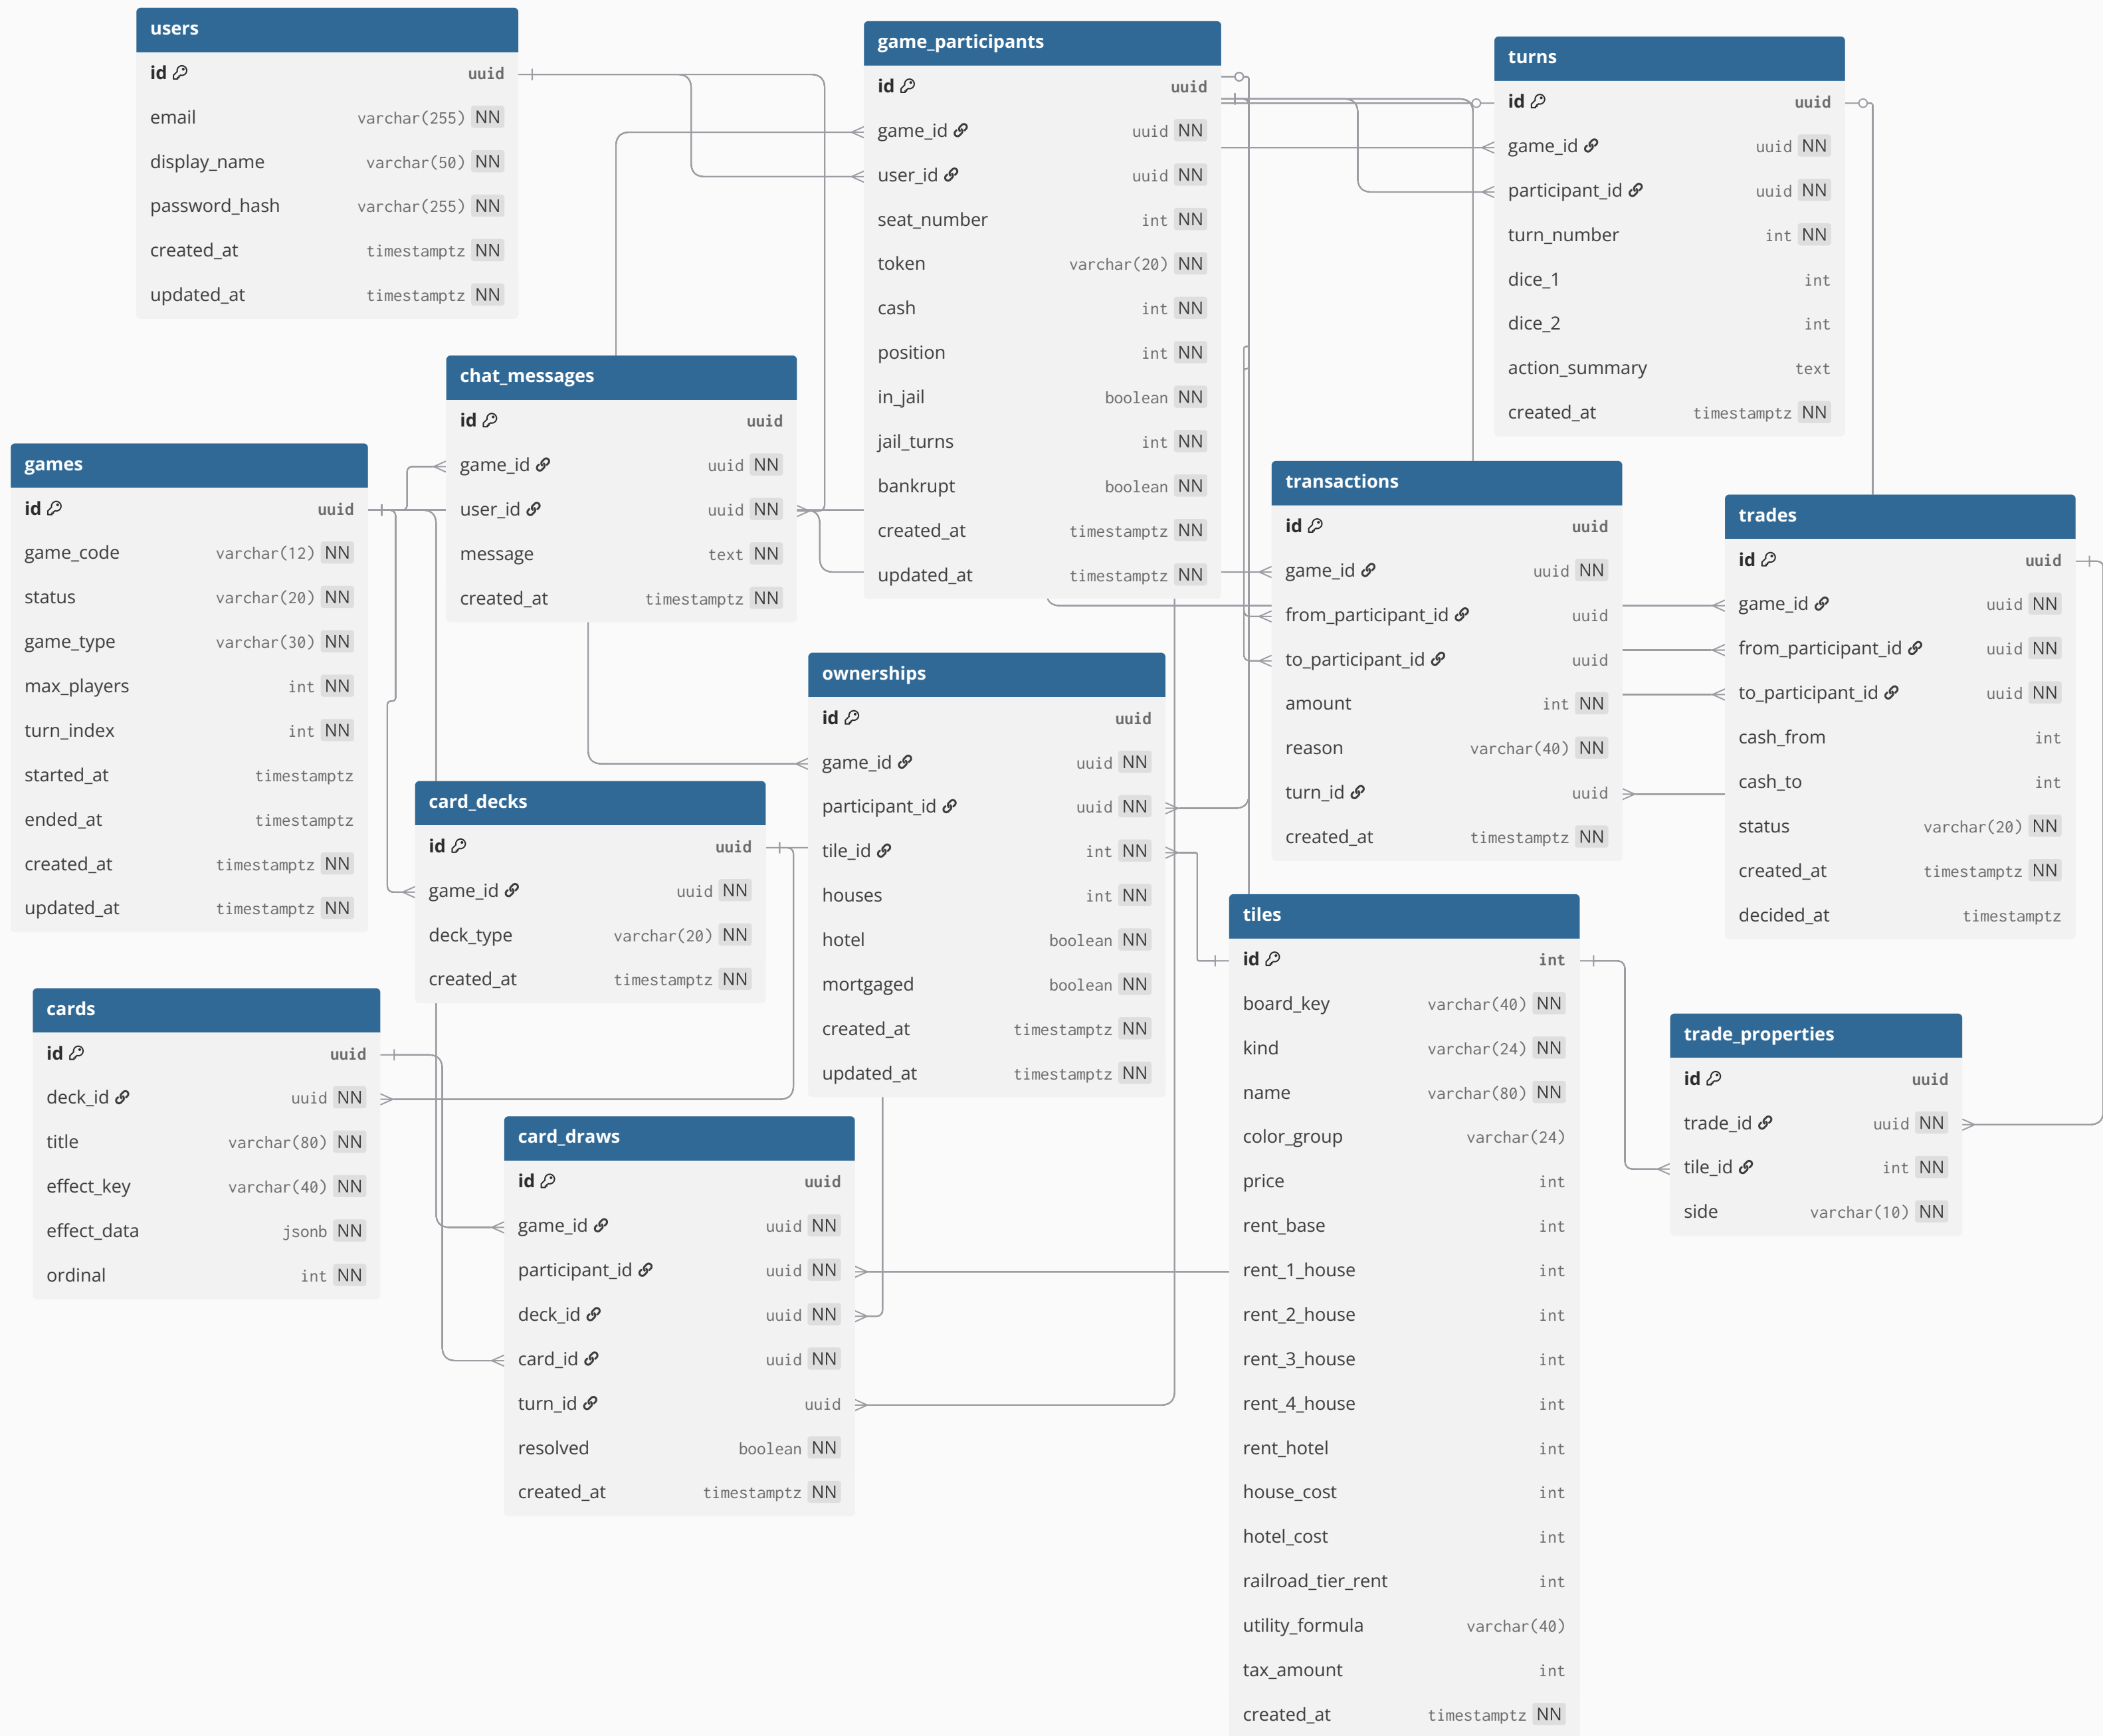 users
id uuid
email varchar(255) NN
display_name varchar(50) NN
password_hash varchar(255) NN
created_at timestamptz NN
updated_at timestamptz NN
game_participants
id uuid
game_id uuid NN
user_id uuid NN
seat_number int NN
token varchar(20) NN
cash int NN
position int NN
in_jail boolean NN
jail_turns int NN
bankrupt boolean NN
created_at timestamptz NN
updated_at timestamptz NN
turns
id uuid
game_id uuid NN
participant_id uuid NN
turn_number int NN
dice_1 int
dice_2 int
action_summary text
created_at timestamptz NN
chat_messages
id uuid
game_id uuid NN
user_id uuid NN
message text NN
created_at timestamptz NN
games
id uuid
game_code varchar(12) NN
status varchar(20) NN
game_type varchar(30) NN
max_players int NN
turn_index int NN
started_at timestamptz
ended_at timestamptz
created_at timestamptz NN
updated_at timestamptz NN
transactions
id uuid
game_id uuid NN
from_participant_id uuid
to_participant_id uuid
amount int NN
reason varchar(40) NN
turn_id uuid
created_at timestamptz NN
trades
id uuid
game_id uuid NN
from_participant_id uuid NN
to_participant_id uuid NN
cash_from int
cash_to int
status varchar(20) NN
created_at timestamptz NN
decided_at timestamptz
ownerships
id uuid
game_id uuid NN
participant_id uuid NN
tile_id int NN
houses int NN
hotel boolean NN
mortgaged boolean NN
created_at timestamptz NN
updated_at timestamptz NN
card_decks
id uuid
game_id uuid NN
deck_type varchar(20) NN
created_at timestamptz NN
tiles
id int
board_key varchar(40) NN
kind varchar(24) NN
name varchar(80) NN
color_group varchar(24)
price int
rent_base int
rent_1_house int
rent_2_house int
rent_3_house int
rent_4_house int
rent_hotel int
house_cost int
hotel_cost int
railroad_tier_rent int
utility_formula varchar(40)
tax_amount int
created_at timestamptz NN
cards
id uuid
deck_id uuid NN
title varchar(80) NN
effect_key varchar(40) NN
effect_data jsonb NN
ordinal int NN
trade_properties
id uuid
trade_id uuid NN
tile_id int NN
side varchar(10) NN
card_draws
id uuid
game_id uuid NN
participant_id uuid NN
deck_id uuid NN
card_id uuid NN
turn_id uuid
resolved boolean NN
created_at timestamptz NN